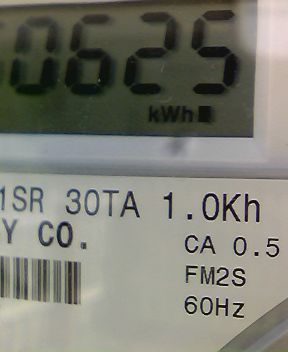 0625
kWh
1SR 30TA 1.0Kh
Y CO.
CA 0.5
FM2S
60Hz